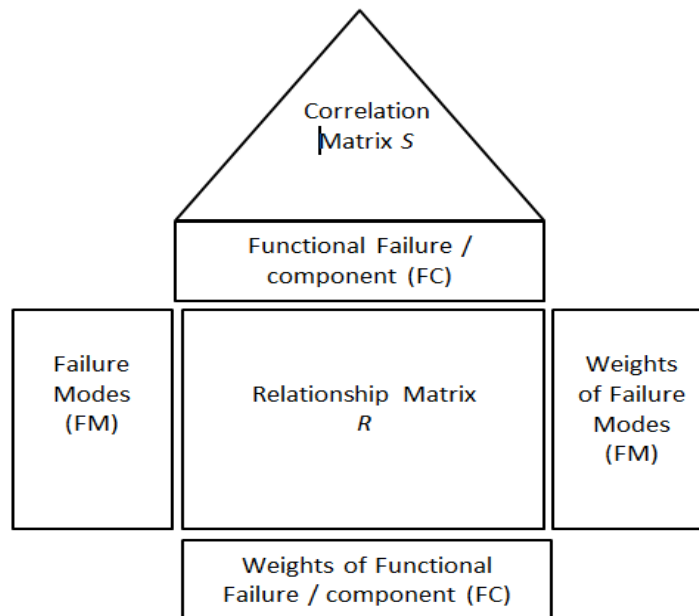 Correlation
Matrix S
Functional Failure /
component (FC)
Failure
Modes
(FM)
Relationship Matrix
R
Weights
of Failure
Modes
(FM)
Weights of Functional
Failure / component (FC)